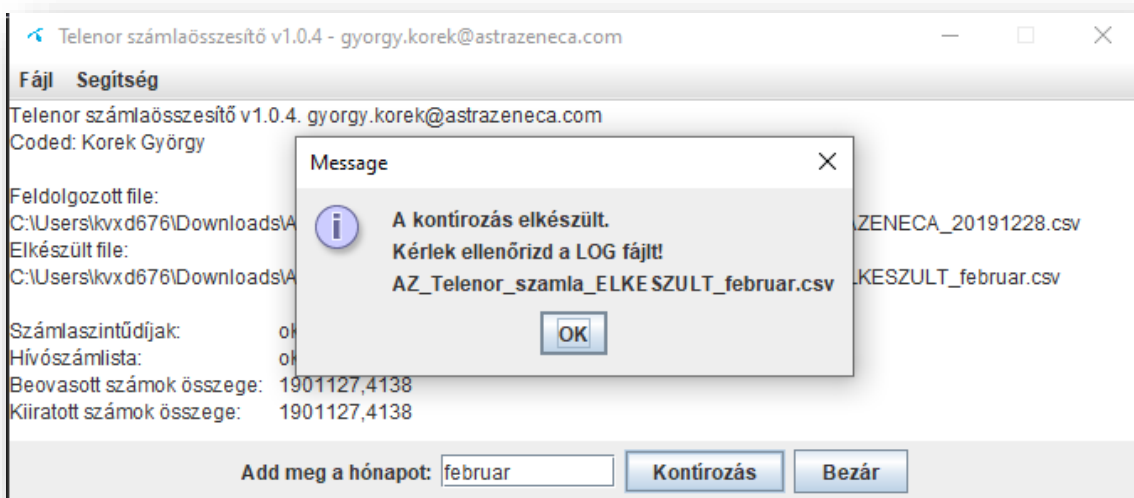 Telenor számlaösszesítő v1.0.4 - gyorgy.korek@astrazeneca.com
Fájl Segítség
Telenor számlaösszesítő v1.0.4. gyorgy.korek@astrazeneca.com
Coded: Korek György
Message
A kontírozás elkészült.
Kérlek ellenőrizd a LOG fájlt!
AZ_Telenor_szamla_ELKESZULT_februar.csv
OK
Feldolgozott file:
C:\Users\kvxd676\Downloads\A AZENECA_20191228.csv
Elkészült file:
C:\Users\kvxd676\Downloads\A LKESZULT_februar.csv
Számlaszintűdíjak: ok
Hívószámlista: ok
Beovasott számok összege: 1901127,4138
Kiiratott számok összege: 1901127,4138
Add meg a hónapot: februar Kontírozás Bezár